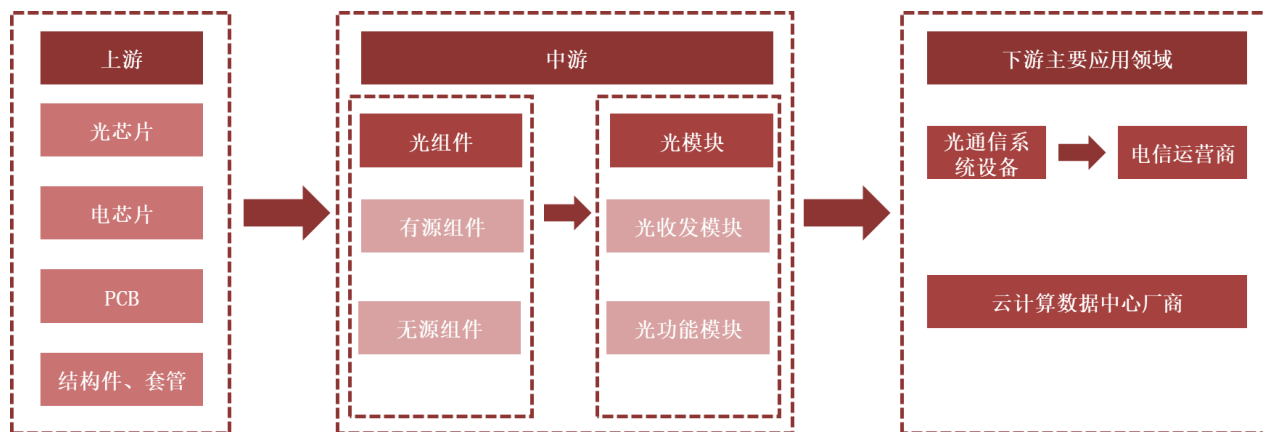 上游
光芯片
电芯片
PCB
结构件、套管
中游
光组件
有源组件
无源组件
光模块
光收发模块
光功能模块
下游主要应用领域
光通信系
统设备
电信运营商
云计算数据中心厂商